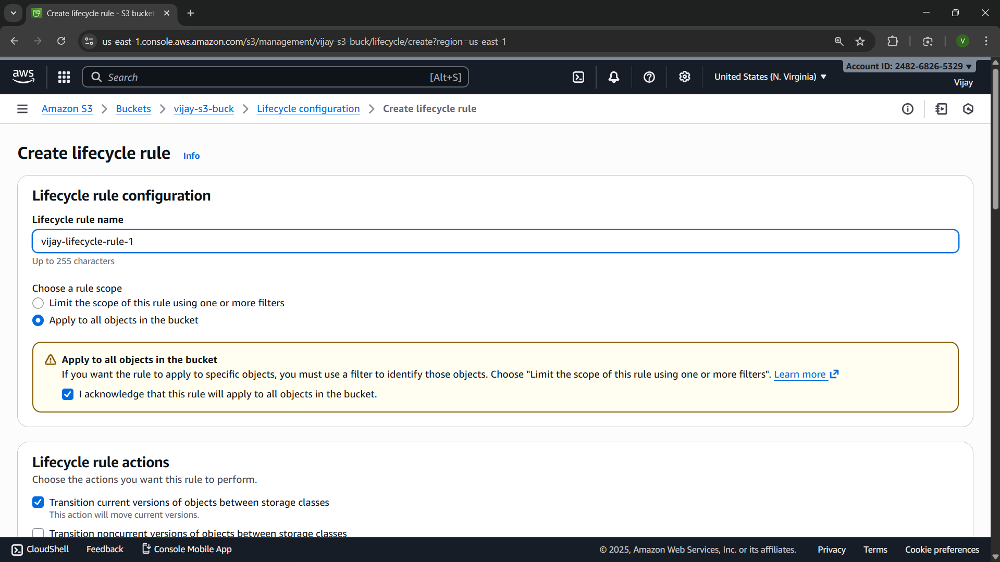 Create lifecycle rule - S3 bucket
us-east-1.console.aws.amazon.com/s3/management/vijay-s3-buck/lifecycle/create?region=us-east-1
V
aws
Search
[Alt+S]
United States (N. Virginia)
Account ID: 2482-6826-5329
Vijay
Amazon S3 > Buckets > vijay-s3-buck > Lifecycle configuration > Create lifecycle rule
Create lifecycle rule Info
Lifecycle rule configuration
Lifecycle rule name
vijay-lifecycle-rule-1
Up to 255 characters
Choose a rule scope
Limit the scope of this rule using one or more filters
Apply to all objects in the bucket
Apply to all objects in the bucket
If you want the rule to apply to specific objects, you must use a filter to identify those objects. Choose "Limit the scope of this rule using one or more filters". Learn more
I acknowledge that this rule will apply to all objects in the bucket.
Lifecycle rule actions
Choose the actions you want this rule to perform.
Transition current versions of objects between storage classes
This action will move current versions.
Transition noncurrent versions of objects between storage classes
CloudShell Feedback Console Mobile App © 2025, Amazon Web Services, Inc. or its affiliates. Privacy Terms Cookie preferences